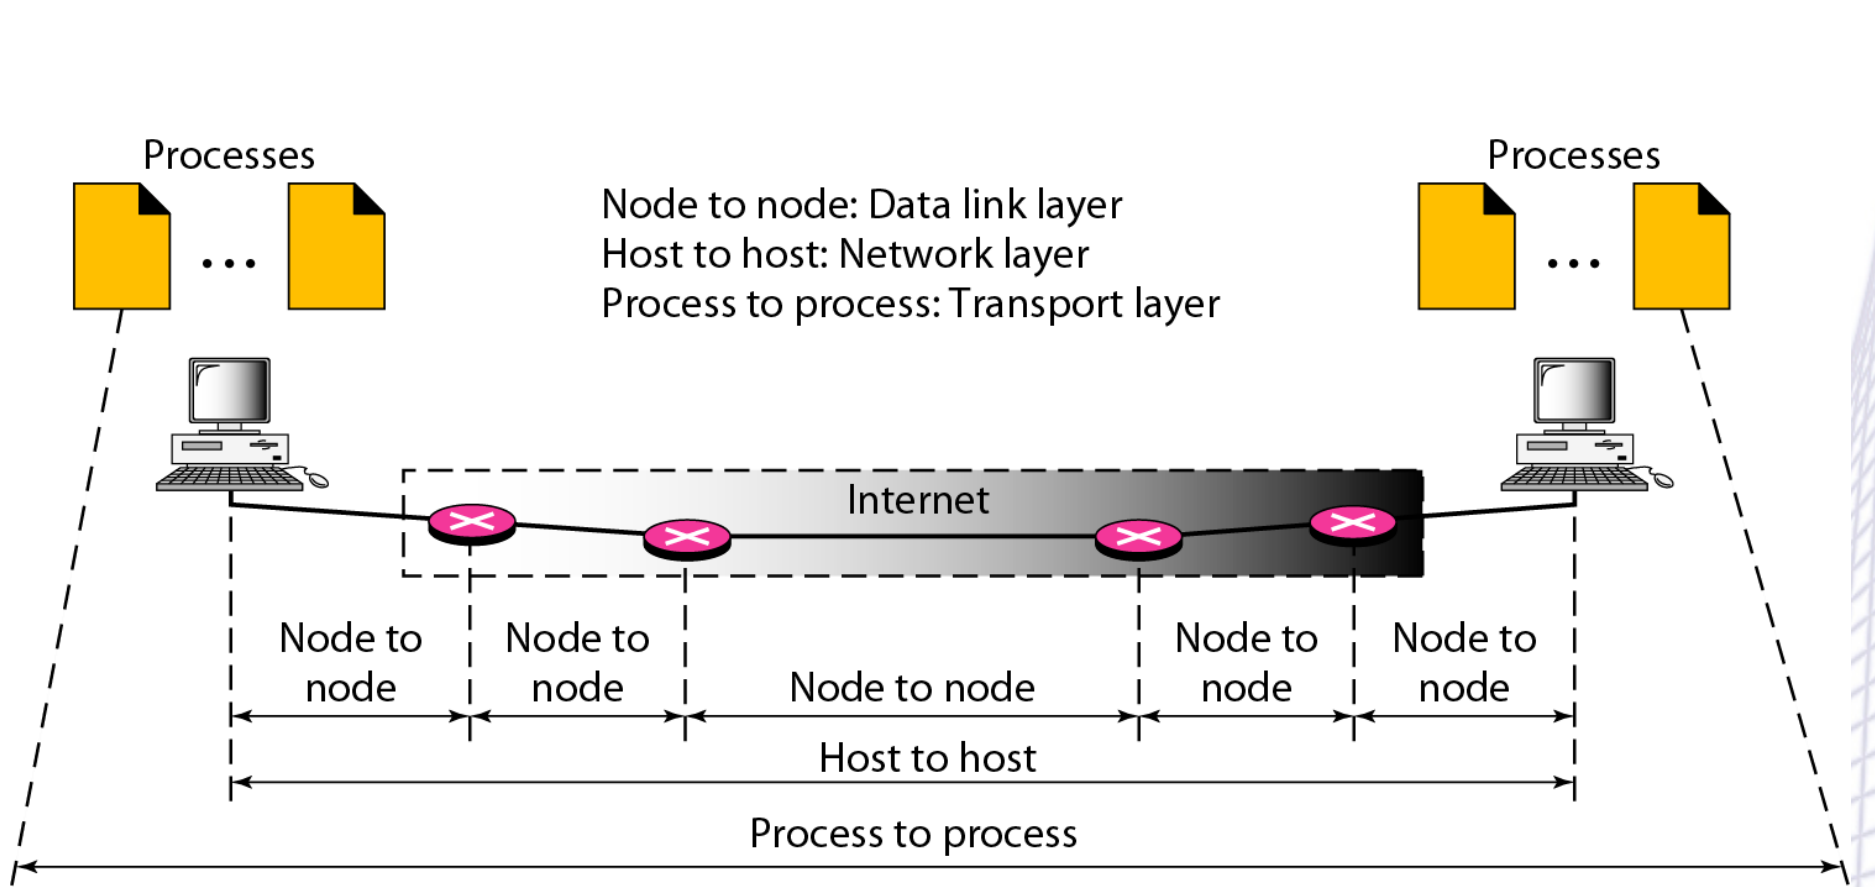 Processes
Processes
Node to node: Data link layer
Host to host: Network layer
Process to process: Transport layer
...
...
Internet
Node to
node
Node to
node
Node to node
Node to
node
Node to
node
Host to host
Process to process